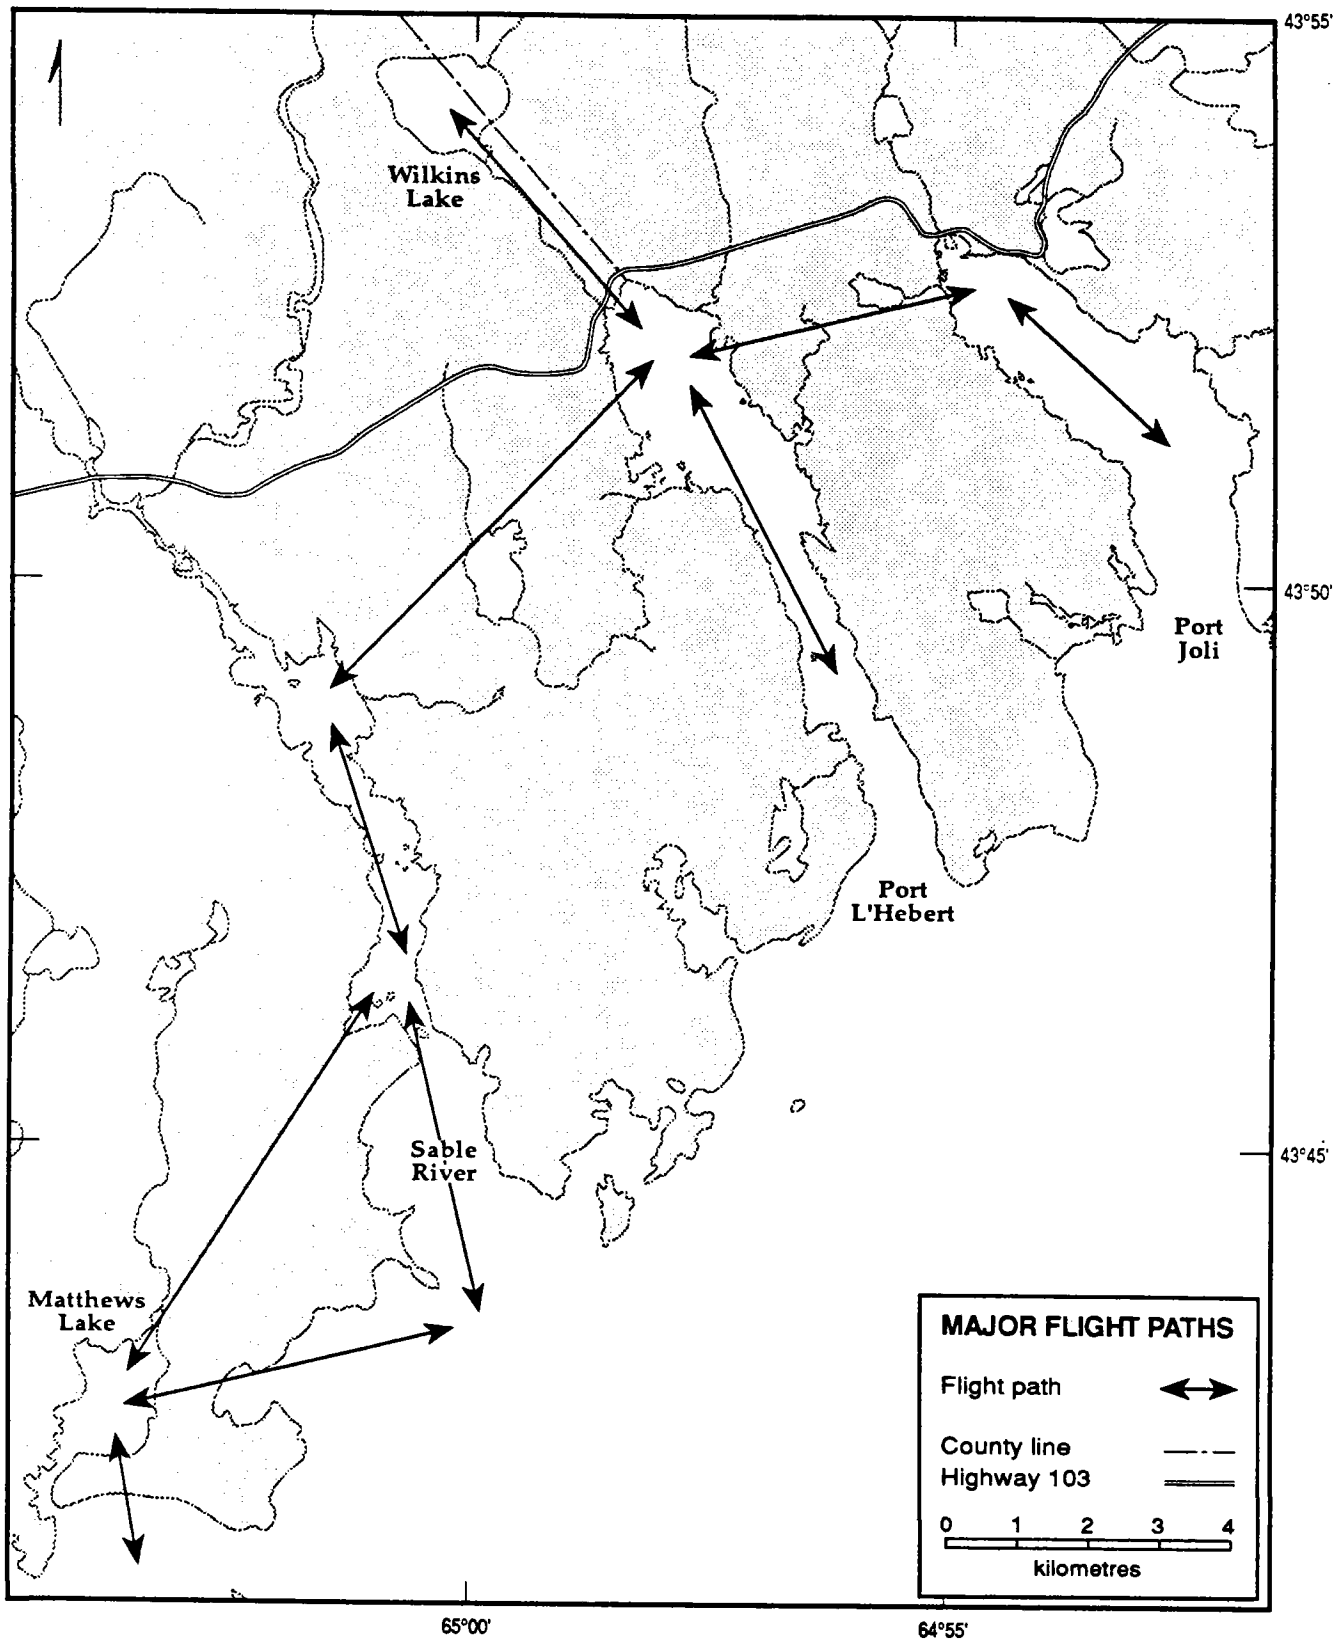 43°55'
Wilkins
Lake
43°50'
Port
Joli
Port
L'Hebert
43°45'
Sable
River
Matthews
Lake
MAJOR FLIGHT PATHS
Flight path
County line
Highway 103
0 1 2 3 4
kilometres
65°00' 64°55'